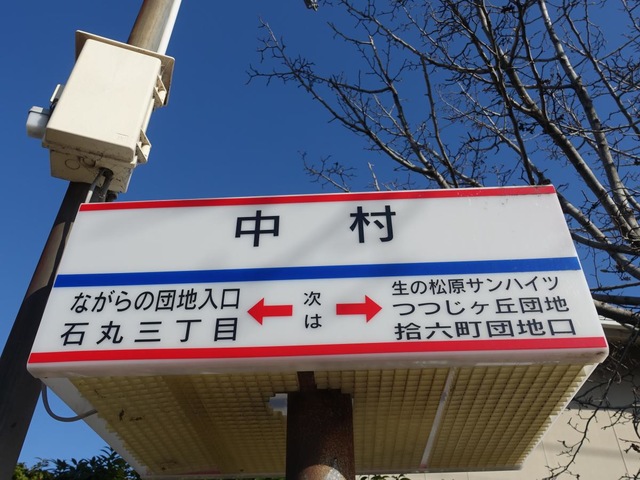 中村
ながらの団地入口
石丸三丁目
次
は
生の松原サンハイツ
つつじヶ丘団地
拾六町団地口